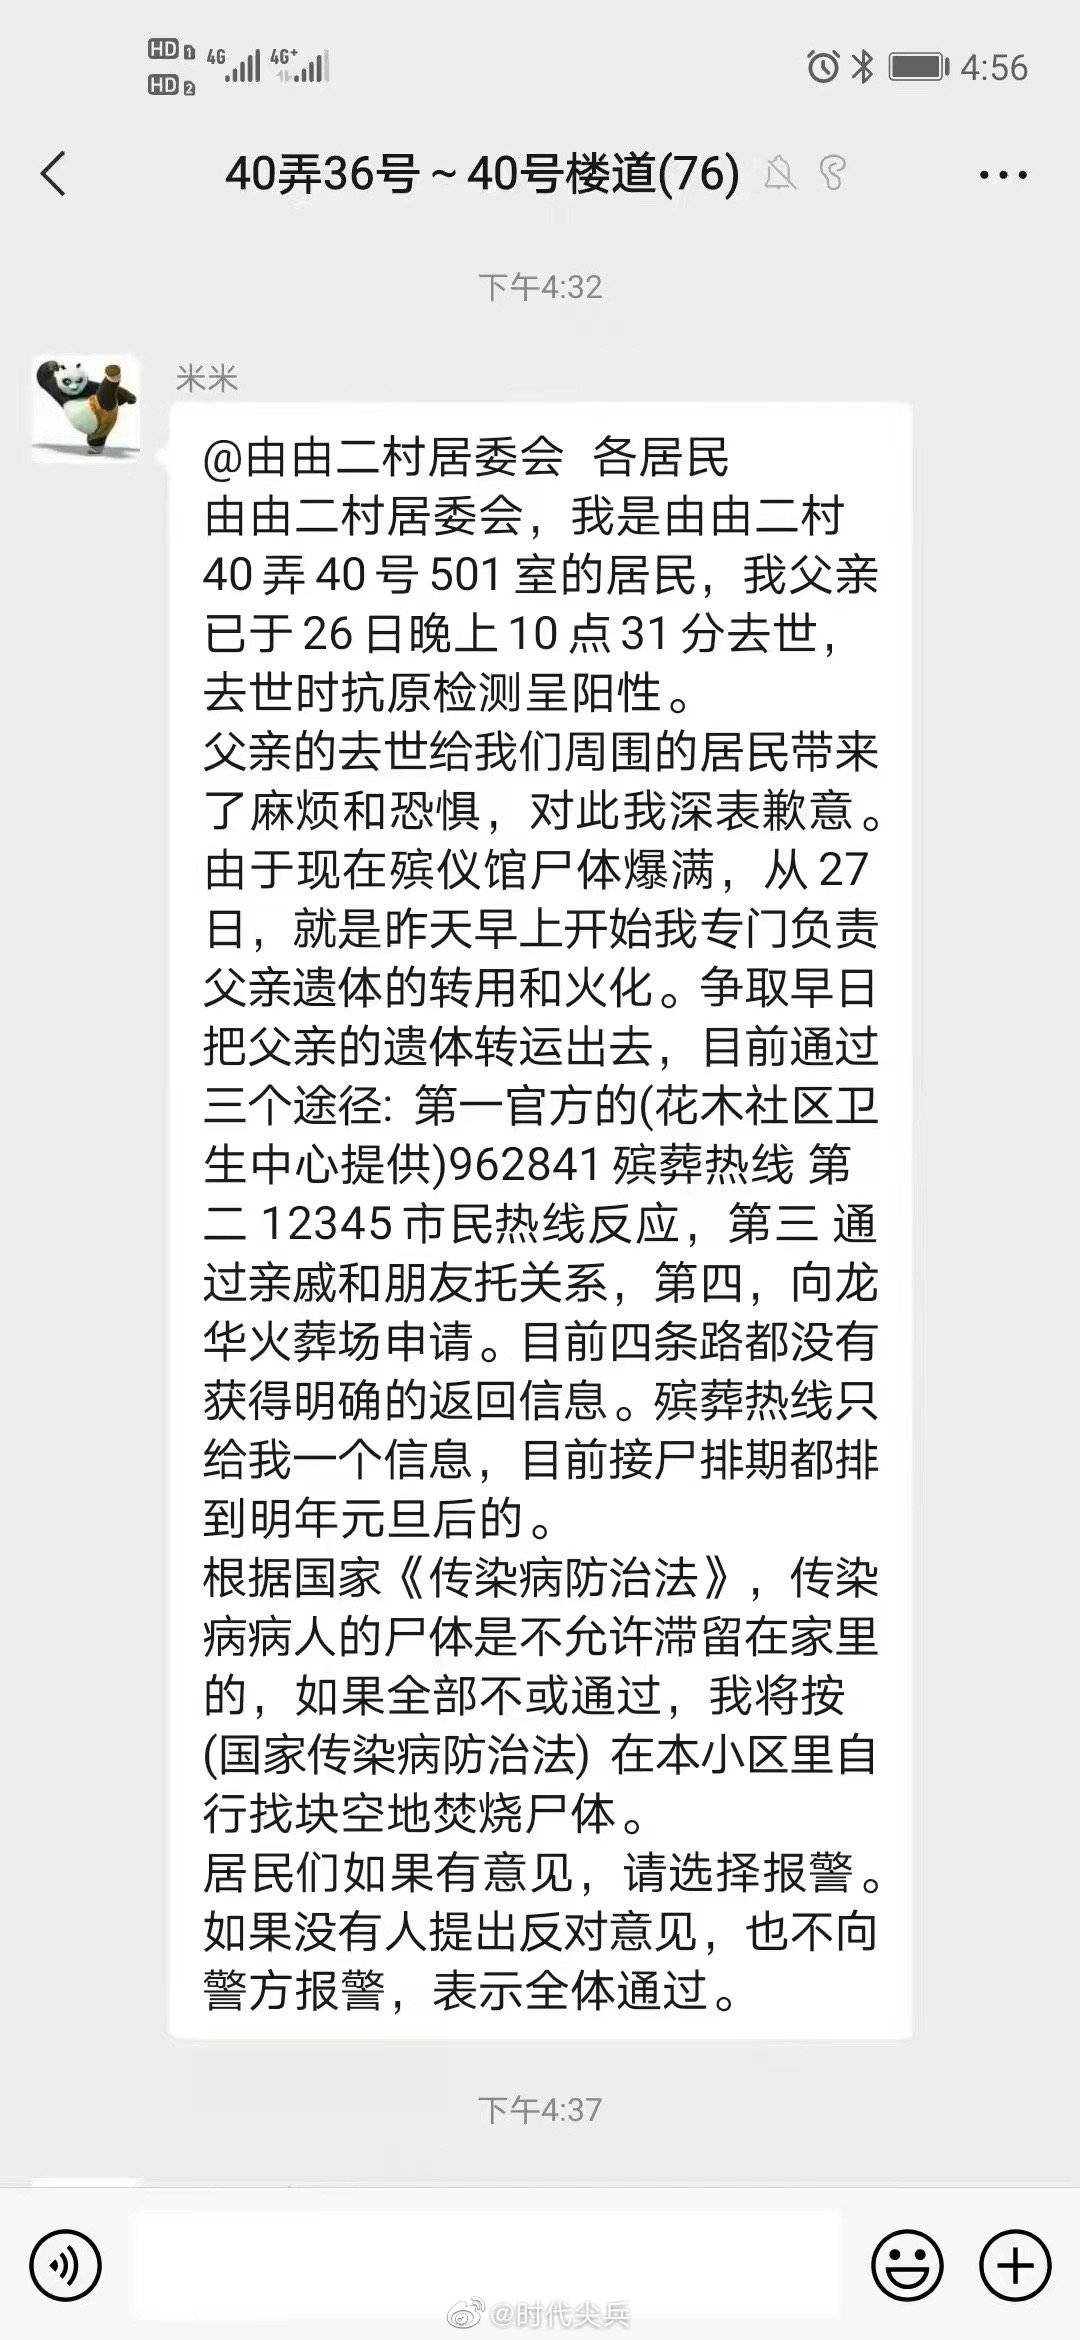 HD 1 4G 4G+ 4:56
HD 2
40弄36号～40号楼道(76)
下午4:32
米米
@由由二村居委会 各居民
由由二村居委会，我是由由二村
40弄40号501室的居民，我父亲
已于26日晚上10点31分去世，
去世时抗原检测呈阳性。
父亲的去世给我们周围的居民带来
了麻烦和恐惧，对此我深表歉意。
由于现在殡仪馆尸体爆满，从27
日，就是昨天早上开始我专门负责
父亲遗体的转用和火化。争取早日
把父亲的遗体转运出去，目前通过
三个途径: 第一官方的(花木社区卫
生中心提供)962841殡葬热线 第
二 12345市民热线反应，第三 通
过亲戚和朋友托关系，第四，向龙
华火葬场申请。目前四条路都没有
获得明确的返回信息。殡葬热线只
给我一个信息，目前接尸排期都排
到明年元旦后的。
根据国家《传染病防治法》，传染
病病人的尸体是不允许滞留在家里
的，如果全部不或通过，我将按
(国家传染病防治法) 在本小区里自
行找块空地焚烧尸体。
居民们如果有意见，请选择报警。
如果没有人提出反对意见，也不向
警方报警，表示全体通过。
下午4:37
@时代尖兵